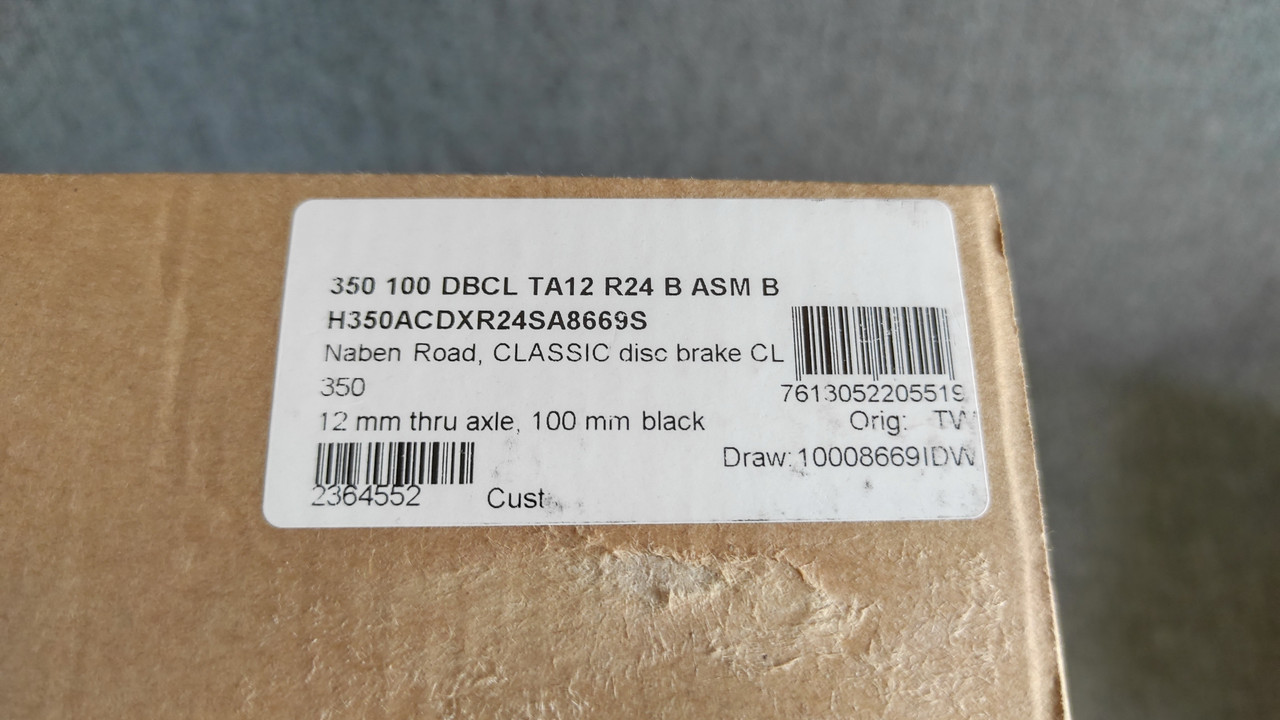 350 100 DBCL TA12 R24 B ASM B
H350ACDXR24SA8669S
Naben Road, CLASSIC disc brake CL
350
7613052205519
12 mm thru axle, 100 mm black
Orig: TW
Draw: 10008669IDW
2364552
Cust